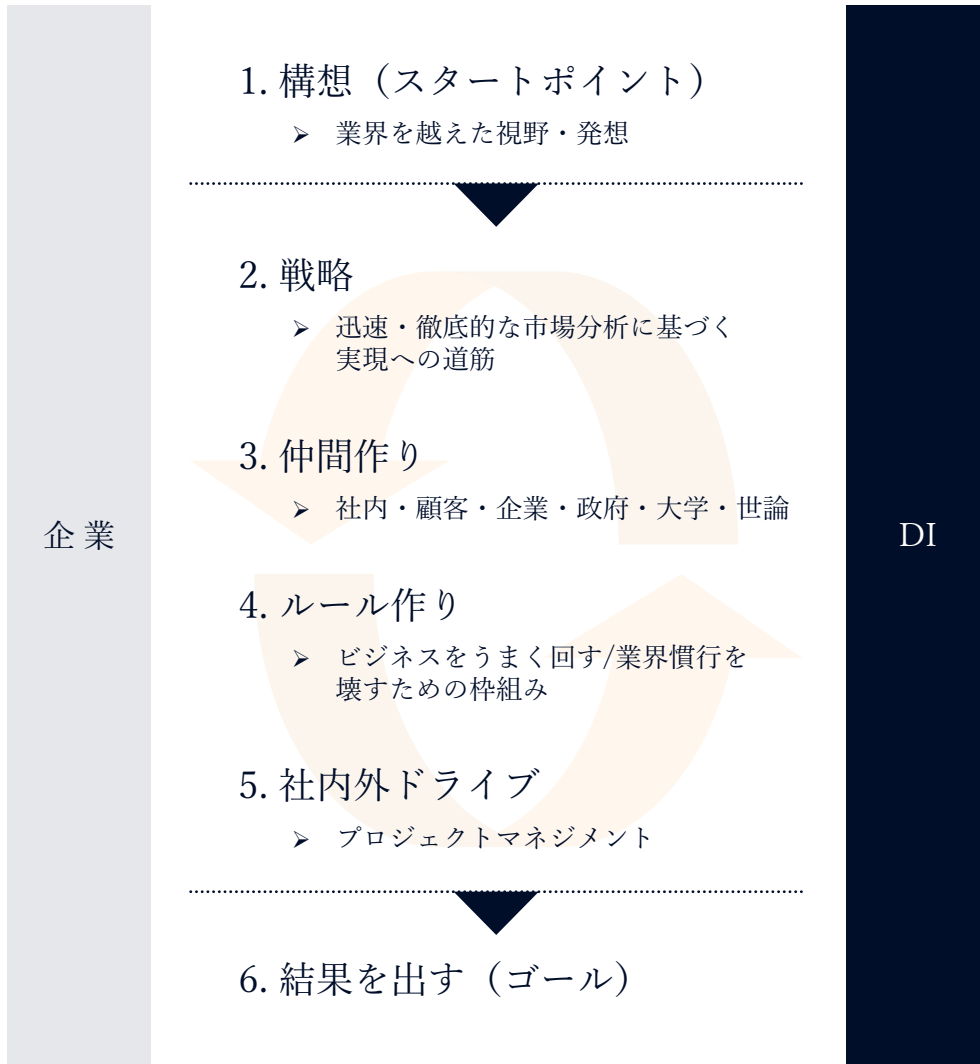 1. 構想（スタートポイント）
➢ 業界を越えた視野・発想
2. 戦略
➢ 迅速・徹底的な市場分析に基づく
実現への道筋
3. 仲間作り
➢ 社内・顧客・企業・政府・大学・世論
企業
DI
4. ルール作り
➢ ビジネスをうまく回す/業界慣行を
壊すための枠組み
5. 社内外ドライブ
➢ プロジェクトマネジメント
6. 結果を出す（ゴール）